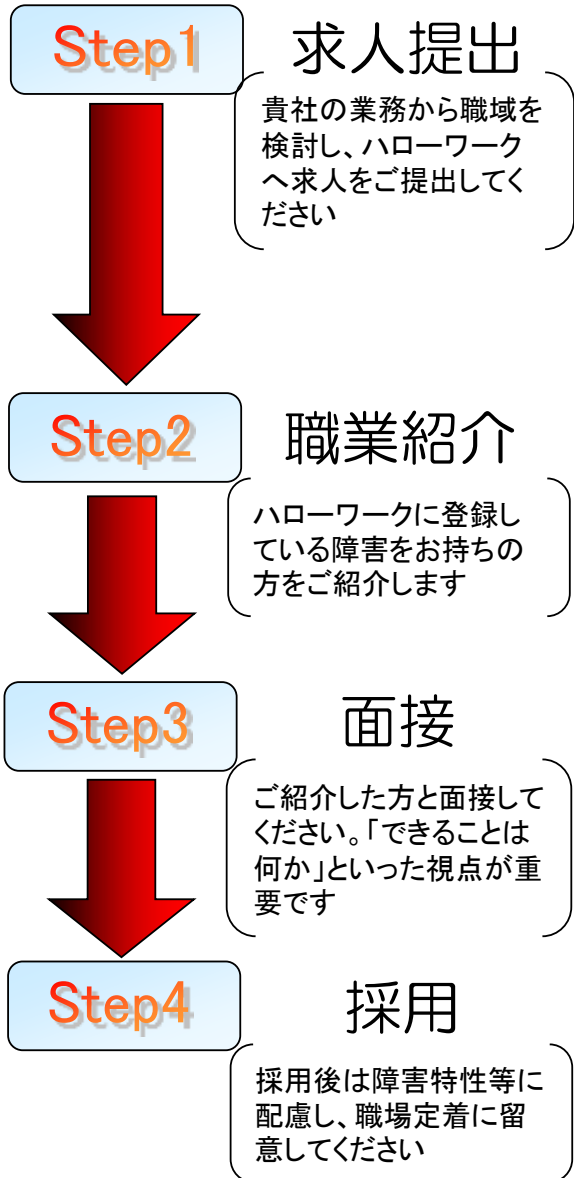 Step1
求人提出
貴社の業務から職域を
検討し、ハローワーク
へ求人をご提出してく
ださい
Step2
職業紹介
ハローワークに登録し
ている障害をお持ちの
方をご紹介します
Step3
面接
ご紹介した方と面接して
ください。「できることは
何か」といった視点が重
要です
Step4
採用
採用後は障害特性等に
配慮し、職場定着に留
意してください